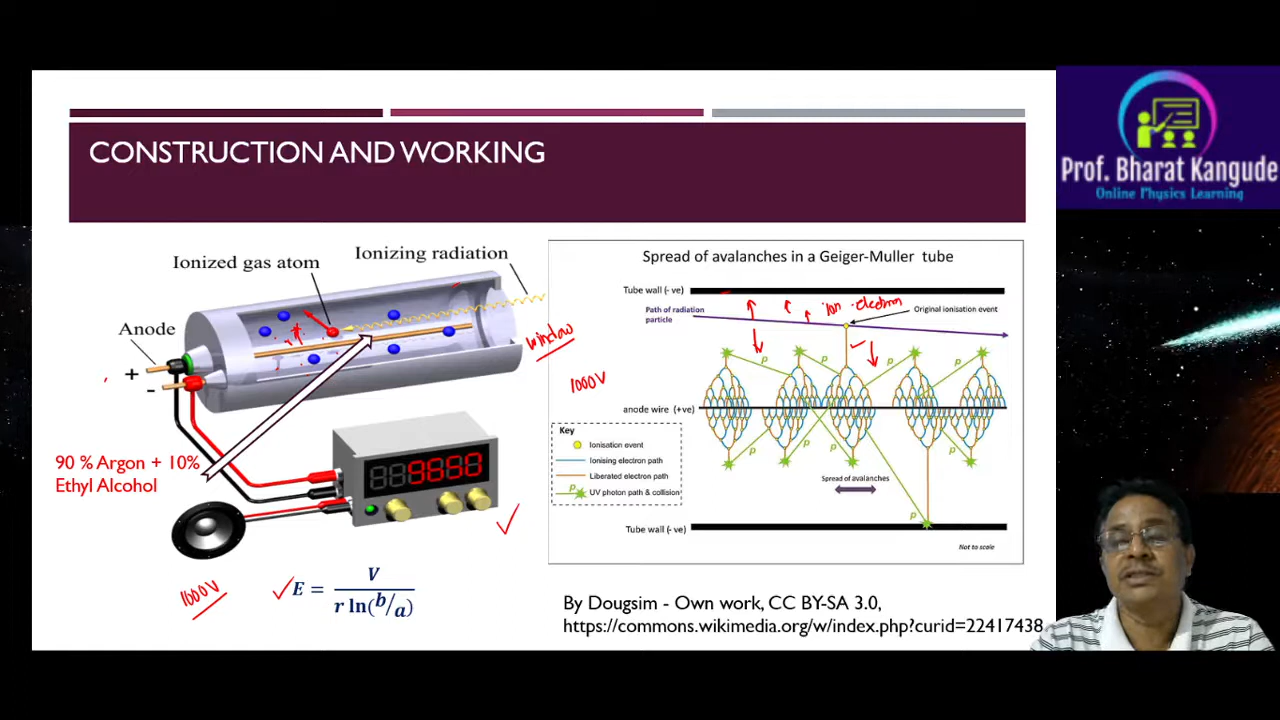 CONSTRUCTION AND WORKING
Prof. Bharat Kangude
Online Physics Learning
Ionizing radiation
Ionized gas atom
Anode
+
-
window
90 % Argon + 10%
Ethyl Alcohol
1000V
E = V / r ln(b/a)
Spread of avalanches in a Geiger-Muller tube
Tube wall (- ve)
ion electron
Path of radiation
particle
Original ionisation event
p p p p
1000V
anode wire (+ve)
Key
Ionisation event
Ionising electron path
Liberated electron path
p UV photon path & collision
p p p p
Spread of avalanches
p
Tube wall (- ve)
Not to scale
By Dougsim - Own work, CC BY-SA 3.0,
https://commons.wikimedia.org/w/index.php?curid=22417438